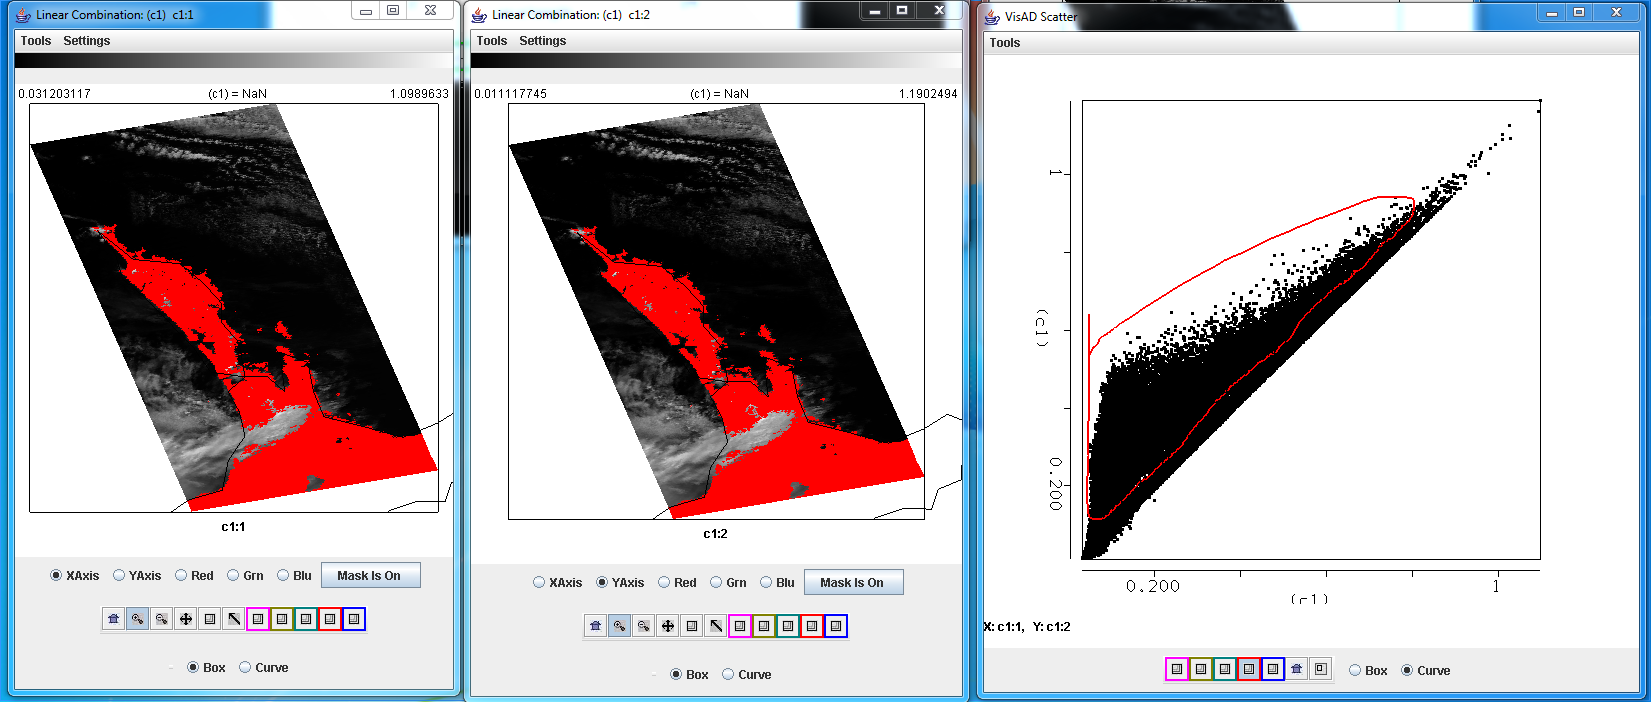 Linear Combination: (c1)  c1:1
Tools Settings
0.031203117 (c1) = NaN 1.0989633
c1:1
XAxis YAxis Red Grn Blu Mask Is On
Box Curve
Linear Combination: (c1)  c1:2
Tools Settings
0.011117745 (c1) = NaN 1.1902494
c1:2
XAxis YAxis Red Grn Blu Mask Is On
Box Curve
VisAD Scatter
Tools
1
(c1)
0.200
0.200 1
(c1)
X: c1:1,  Y: c1:2
Box Curve